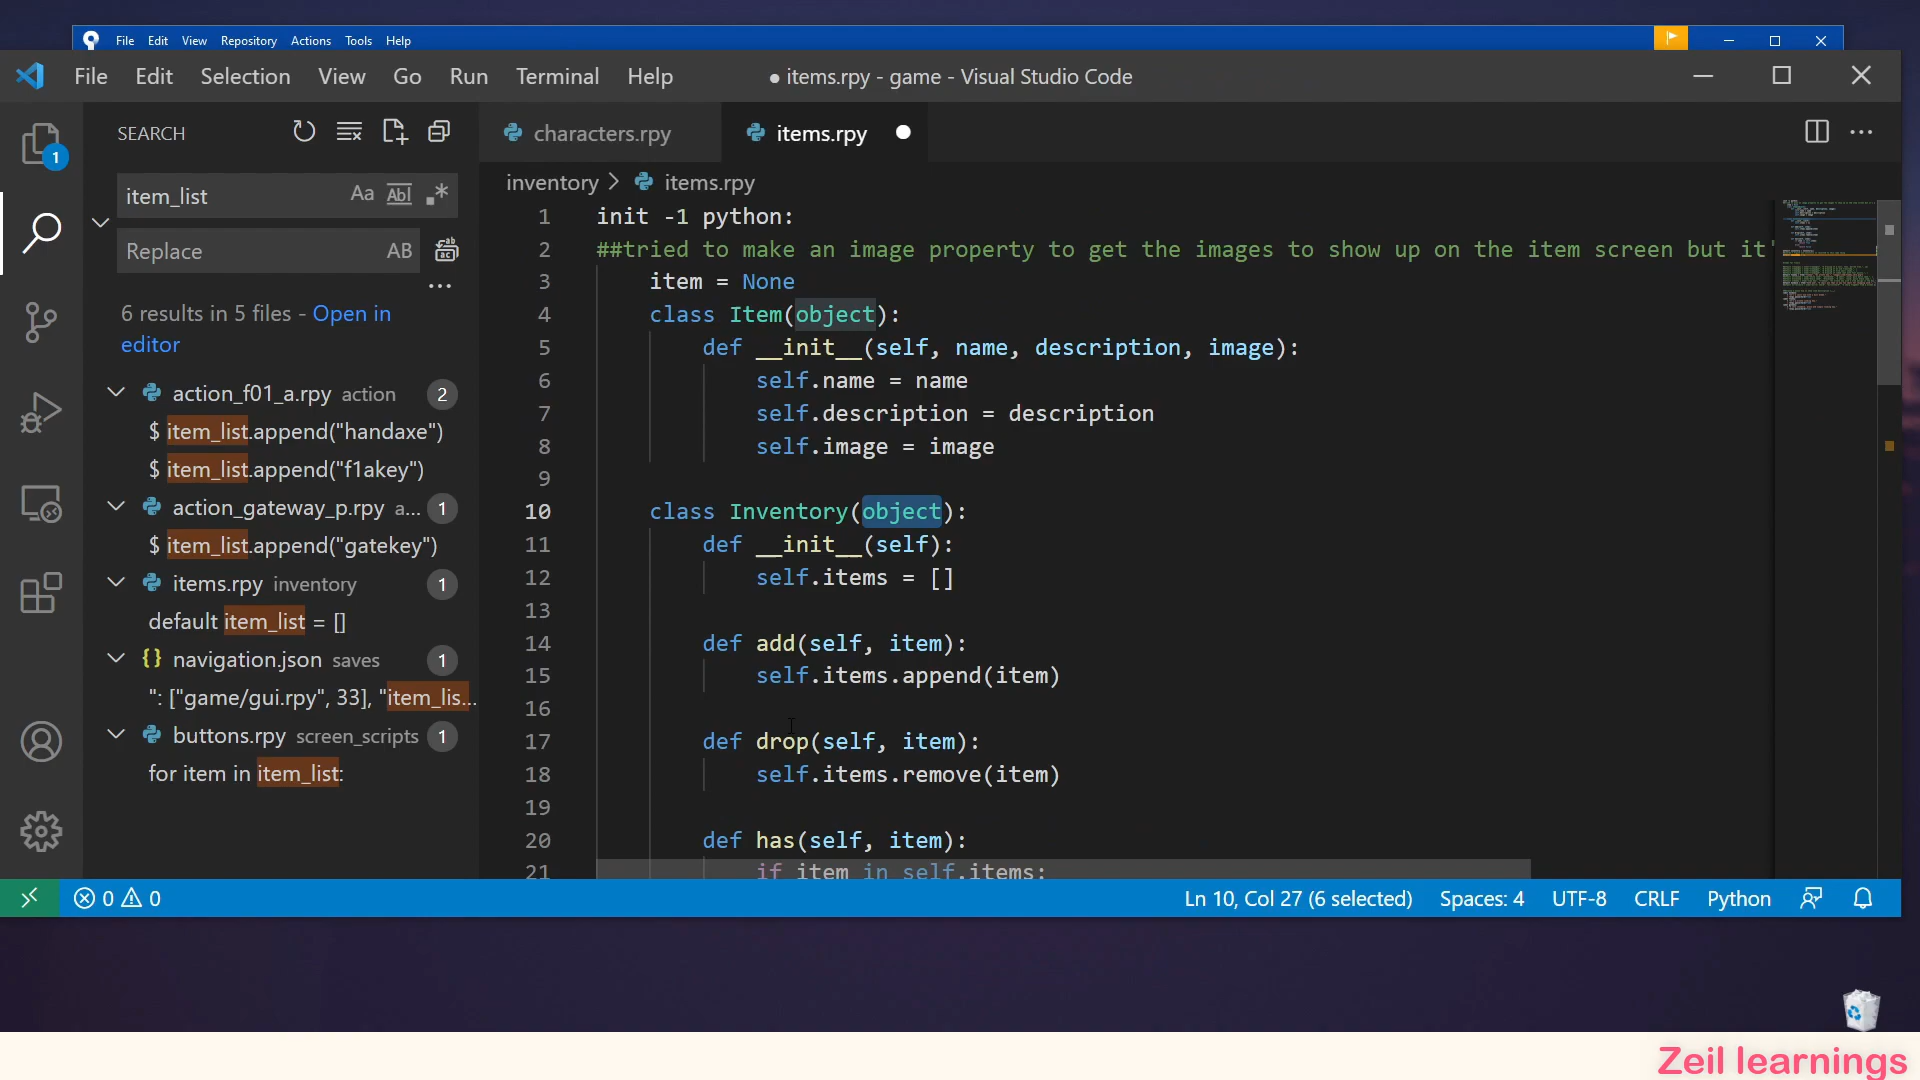 File Edit View Repository Actions Tools Help
File Edit Selection View Go Run Terminal Help
● items.rpy - game - Visual Studio Code
SEARCH
characters.rpy
items.rpy
item_list
Aa Abl .*
Replace
AB
6 results in 5 files - Open in
editor
action_f01_a.rpy action 2
$ item_list.append("handaxe")
$ item_list.append("f1akey")
action_gateway_p.rpy a... 1
$ item_list.append("gatekey")
items.rpy inventory 1
default item_list = []
{} navigation.json saves 1
": ["game/gui.rpy", 33], "item_lis...
buttons.rpy screen_scripts 1
for item in item_list:
1
inventory > items.rpy
1 init -1 python:
2 ##tried to make an image property to get the images to show up on the item screen but it'
3 item = None
4 class Item(object):
5 def __init__(self, name, description, image):
6 self.name = name
7 self.description = description
8 self.image = image
9
10 class Inventory(object):
11 def __init__(self):
12 self.items = []
13
14 def add(self, item):
15 self.items.append(item)
16
17 def drop(self, item):
18 self.items.remove(item)
19
20 def has(self, item):
21 if item in self.items:
0 0
Ln 10, Col 27 (6 selected) Spaces: 4 UTF-8 CRLF Python
Zeil learnings